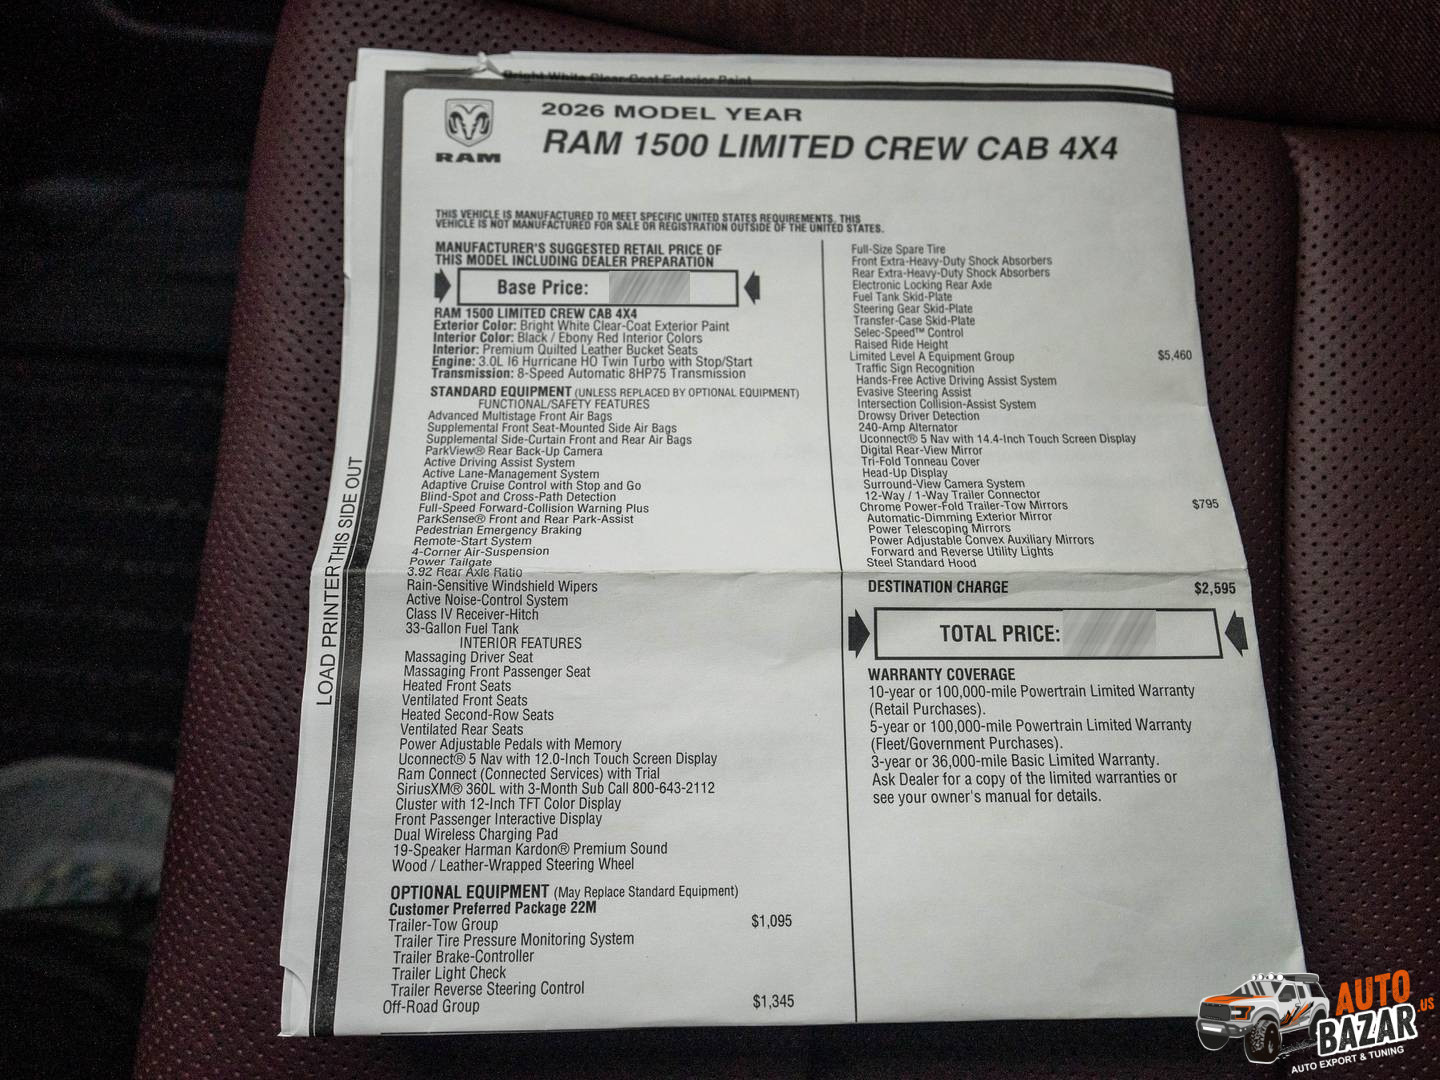 Bright White Clear-Coat Exterior Paint
RAM
2026 MODEL YEAR
RAM 1500 LIMITED CREW CAB 4X4
THIS VEHICLE IS MANUFACTURED TO MEET SPECIFIC UNITED STATES REQUIREMENTS. THIS
VEHICLE IS NOT MANUFACTURED FOR SALE OR REGISTRATION OUTSIDE OF THE UNITED STATES.
MANUFACTURER'S SUGGESTED RETAIL PRICE OF
THIS MODEL INCLUDING DEALER PREPARATION
Base Price:
RAM 1500 LIMITED CREW CAB 4X4
Exterior Color: Bright White Clear-Coat Exterior Paint
Interior Color: Black / Ebony Red Interior Colors
Interior: Premium Quilted Leather Bucket Seats
Engine: 3.0L I6 Hurricane HO Twin Turbo with Stop/Start
Transmission: 8-Speed Automatic 8HP75 Transmission
STANDARD EQUIPMENT (UNLESS REPLACED BY OPTIONAL EQUIPMENT)
FUNCTIONAL/SAFETY FEATURES
Advanced Multistage Front Air Bags
Supplemental Front Seat-Mounted Side Air Bags
Supplemental Side-Curtain Front and Rear Air Bags
ParkView® Rear Back-Up Camera
Active Driving Assist System
Active Lane-Management System
Adaptive Cruise Control with Stop and Go
Blind-Spot and Cross-Path Detection
Full-Speed Forward-Collision Warning Plus
ParkSense® Front and Rear Park-Assist
Pedestrian Emergency Braking
Remote-Start System
4-Corner Air-Suspension
Power Tailgate
3.92 Rear Axle Ratio
Rain-Sensitive Windshield Wipers
Active Noise-Control System
Class IV Receiver-Hitch
33-Gallon Fuel Tank
INTERIOR FEATURES
Massaging Driver Seat
Massaging Front Passenger Seat
Heated Front Seats
Ventilated Front Seats
Heated Second-Row Seats
Ventilated Rear Seats
Power Adjustable Pedals with Memory
Uconnect® 5 Nav with 12.0-Inch Touch Screen Display
Ram Connect (Connected Services) with Trial
SiriusXM® 360L with 3-Month Sub Call 800-643-2112
Cluster with 12-Inch TFT Color Display
Front Passenger Interactive Display
Dual Wireless Charging Pad
19-Speaker Harman Kardon® Premium Sound
Wood / Leather-Wrapped Steering Wheel
OPTIONAL EQUIPMENT (May Replace Standard Equipment)
Customer Preferred Package 22M
Trailer-Tow Group $1,095
Trailer Tire Pressure Monitoring System
Trailer Brake-Controller
Trailer Light Check
Trailer Reverse Steering Control
Off-Road Group $1,345
Full-Size Spare Tire
Front Extra-Heavy-Duty Shock Absorbers
Rear Extra-Heavy-Duty Shock Absorbers
Electronic Locking Rear Axle
Fuel Tank Skid-Plate
Steering Gear Skid-Plate
Transfer-Case Skid-Plate
Selec-Speed™ Control
Raised Ride Height
Limited Level A Equipment Group $5,460
Traffic Sign Recognition
Hands-Free Active Driving Assist System
Evasive Steering Assist
Intersection Collision-Assist System
Drowsy Driver Detection
240-Amp Alternator
Uconnect® 5 Nav with 14.4-Inch Touch Screen Display
Digital Rear-View Mirror
Tri-Fold Tonneau Cover
Head-Up Display
Surround-View Camera System
12-Way / 1-Way Trailer Connector
Chrome Power-Fold Trailer-Tow Mirrors $795
Automatic-Dimming Exterior Mirror
Power Telescoping Mirrors
Power Adjustable Convex Auxiliary Mirrors
Forward and Reverse Utility Lights
Steel Standard Hood
DESTINATION CHARGE $2,595
TOTAL PRICE:
WARRANTY COVERAGE
10-year or 100,000-mile Powertrain Limited Warranty
(Retail Purchases).
5-year or 100,000-mile Powertrain Limited Warranty
(Fleet/Government Purchases).
3-year or 36,000-mile Basic Limited Warranty.
Ask Dealer for a copy of the limited warranties or
see your owner's manual for details.
LOAD PRINTER THIS SIDE OUT
AUTO
BAZAR.US
AUTO EXPORT & TUNING